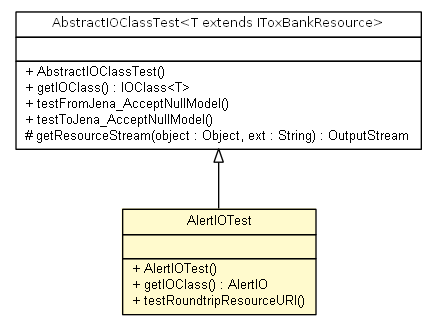 AbstractIOClassTest<T extends IToxBankResource>
+ AbstractIOClassTest()
+ getIOClass() : IOClass<T>
+ testFromJena_AcceptNullModel()
+ testToJena_AcceptNullModel()
# getResourceStream(object : Object, ext : String) : OutputStream
AlertIOTest
+ AlertIOTest()
+ getIOClass() : AlertIO
+ testRoundtripResourceURI()